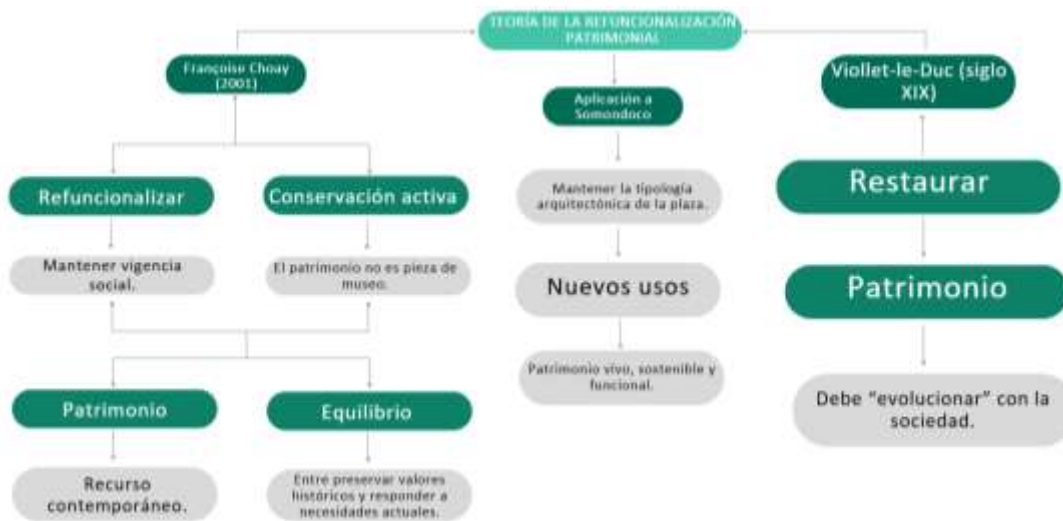 TEORÍA DE LA REFUNCIONALIZACIÓN
PATRIMONIAL
Françoise Choay
(2001)
Refuncionalizar
Conservación activa
Mantener vigencia
social.
El patrimonio no es pieza de
museo.
Patrimonio
Equilibrio
Recurso
contemporáneo.
Entre preservar valores
históricos y responder a
necesidades actuales.
Aplicación a
Somondoco
Mantener la tipología
arquitectónica de la plaza.
Nuevos usos
Patrimonio vivo, sostenible y
funcional.
Viollet-le-Duc (siglo
XIX)
Restaurar
Patrimonio
Debe “evolucionar” con la
sociedad.